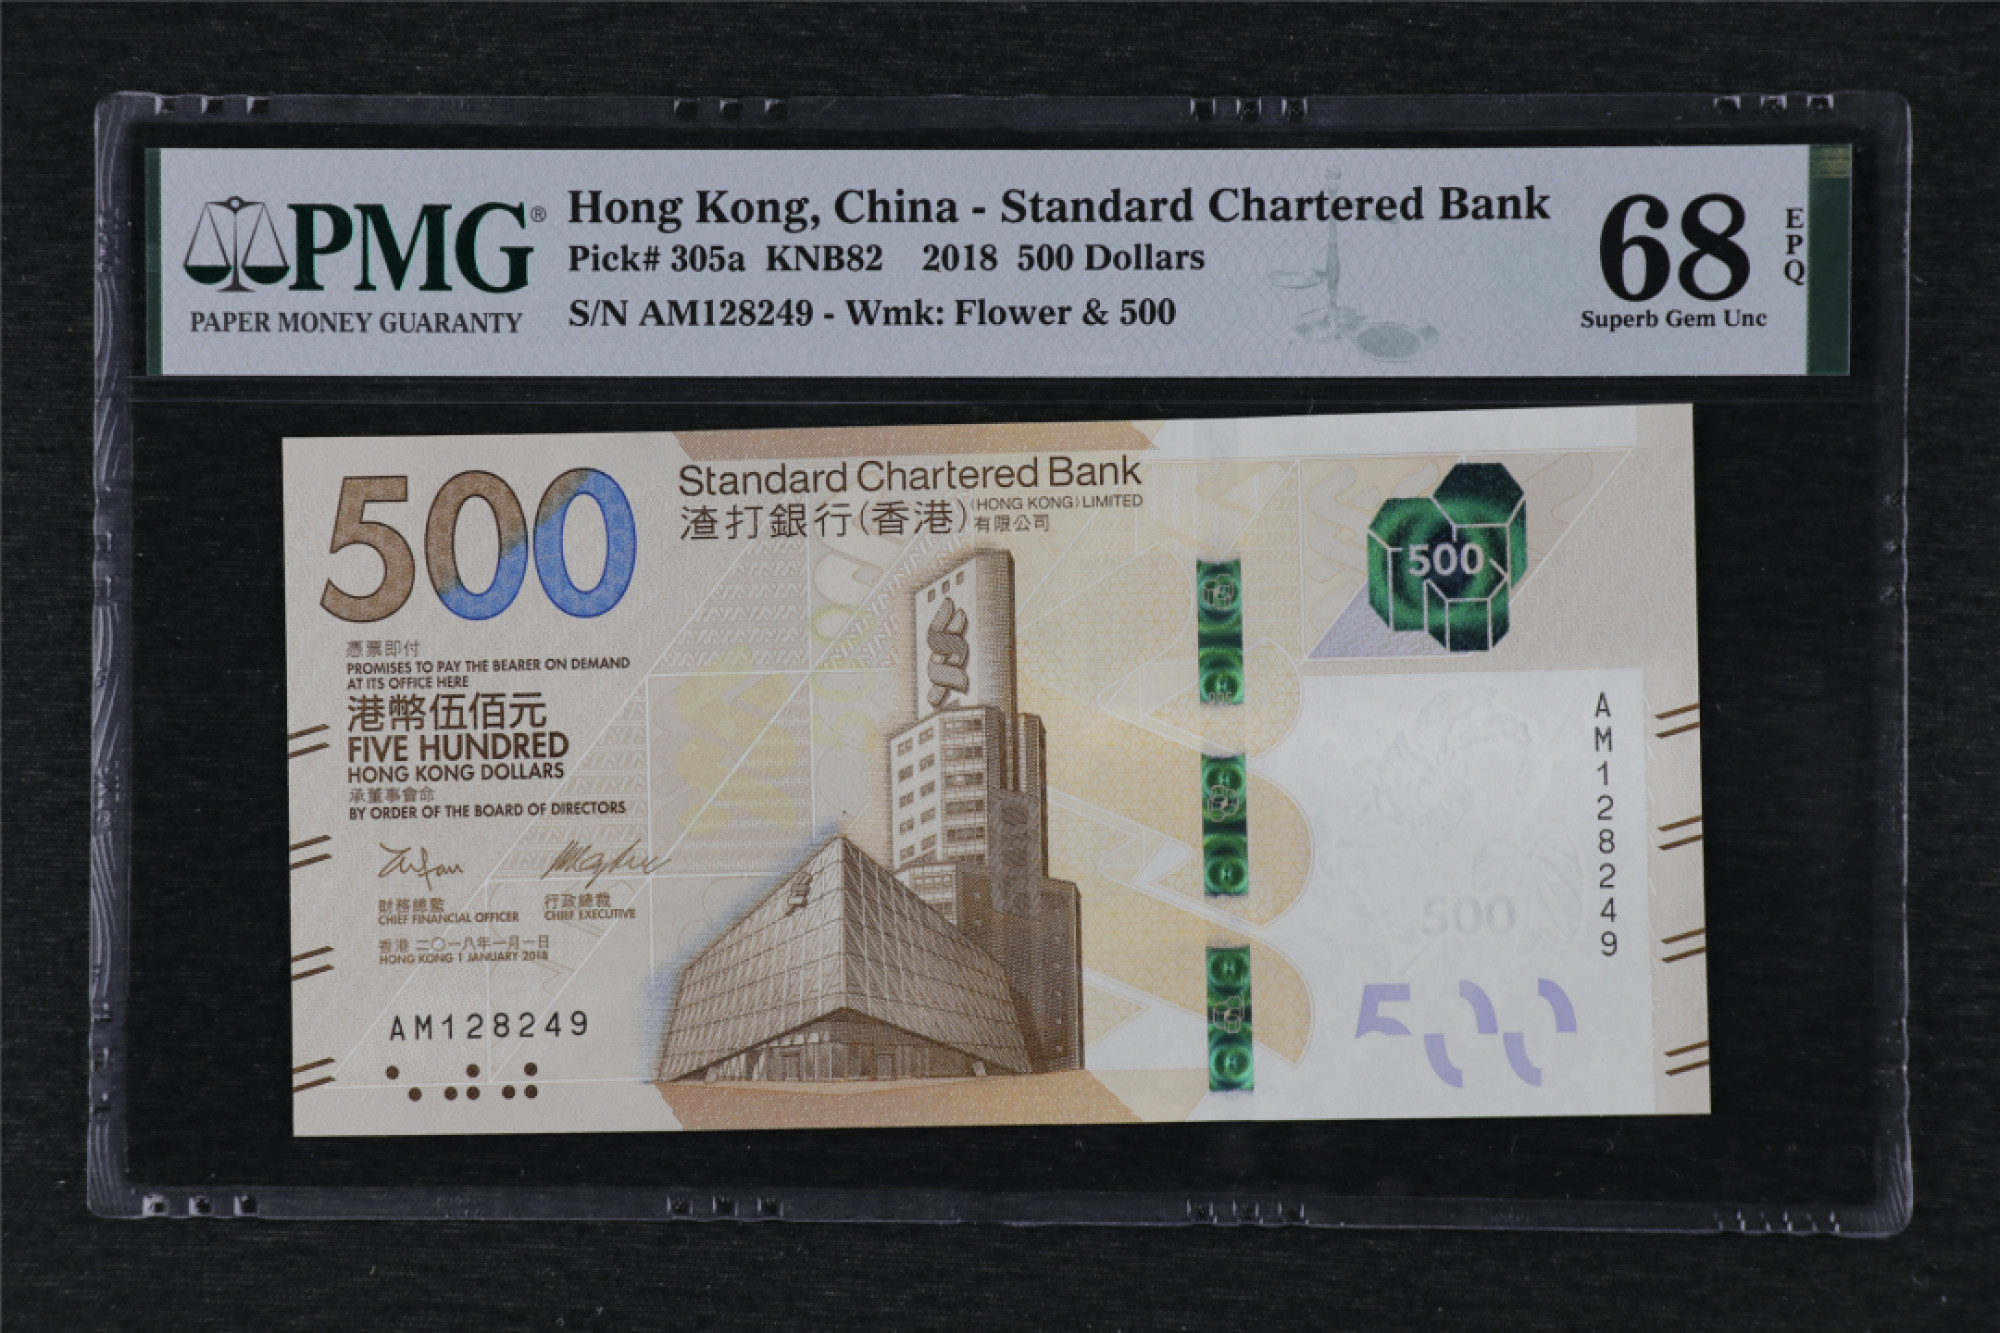 PMG®
PAPER MONEY GUARANTY
Hong Kong, China - Standard Chartered Bank
Pick# 305a KNB82 2018 500 Dollars
S/N AM128249 - Wmk: Flower & 500
68
EPQ
Superb Gem Unc
500
Standard Chartered Bank
(HONG KONG) LIMITED
渣打銀行(香港)
有限公司
500
憑票即付
PROMISES TO PAY THE BEARER ON DEMAND
AT ITS OFFICE HERE
港幣伍佰元
FIVE HUNDRED
HONG KONG DOLLARS
承董事會命
BY ORDER OF THE BOARD OF DIRECTORS
財務總監
CHIEF FINANCIAL OFFICER
行政總裁
CHIEF EXECUTIVE
香港 二〇一八年一月一日
HONG KONG 1 JANUARY 2018
AM128249
AM128249
500
500